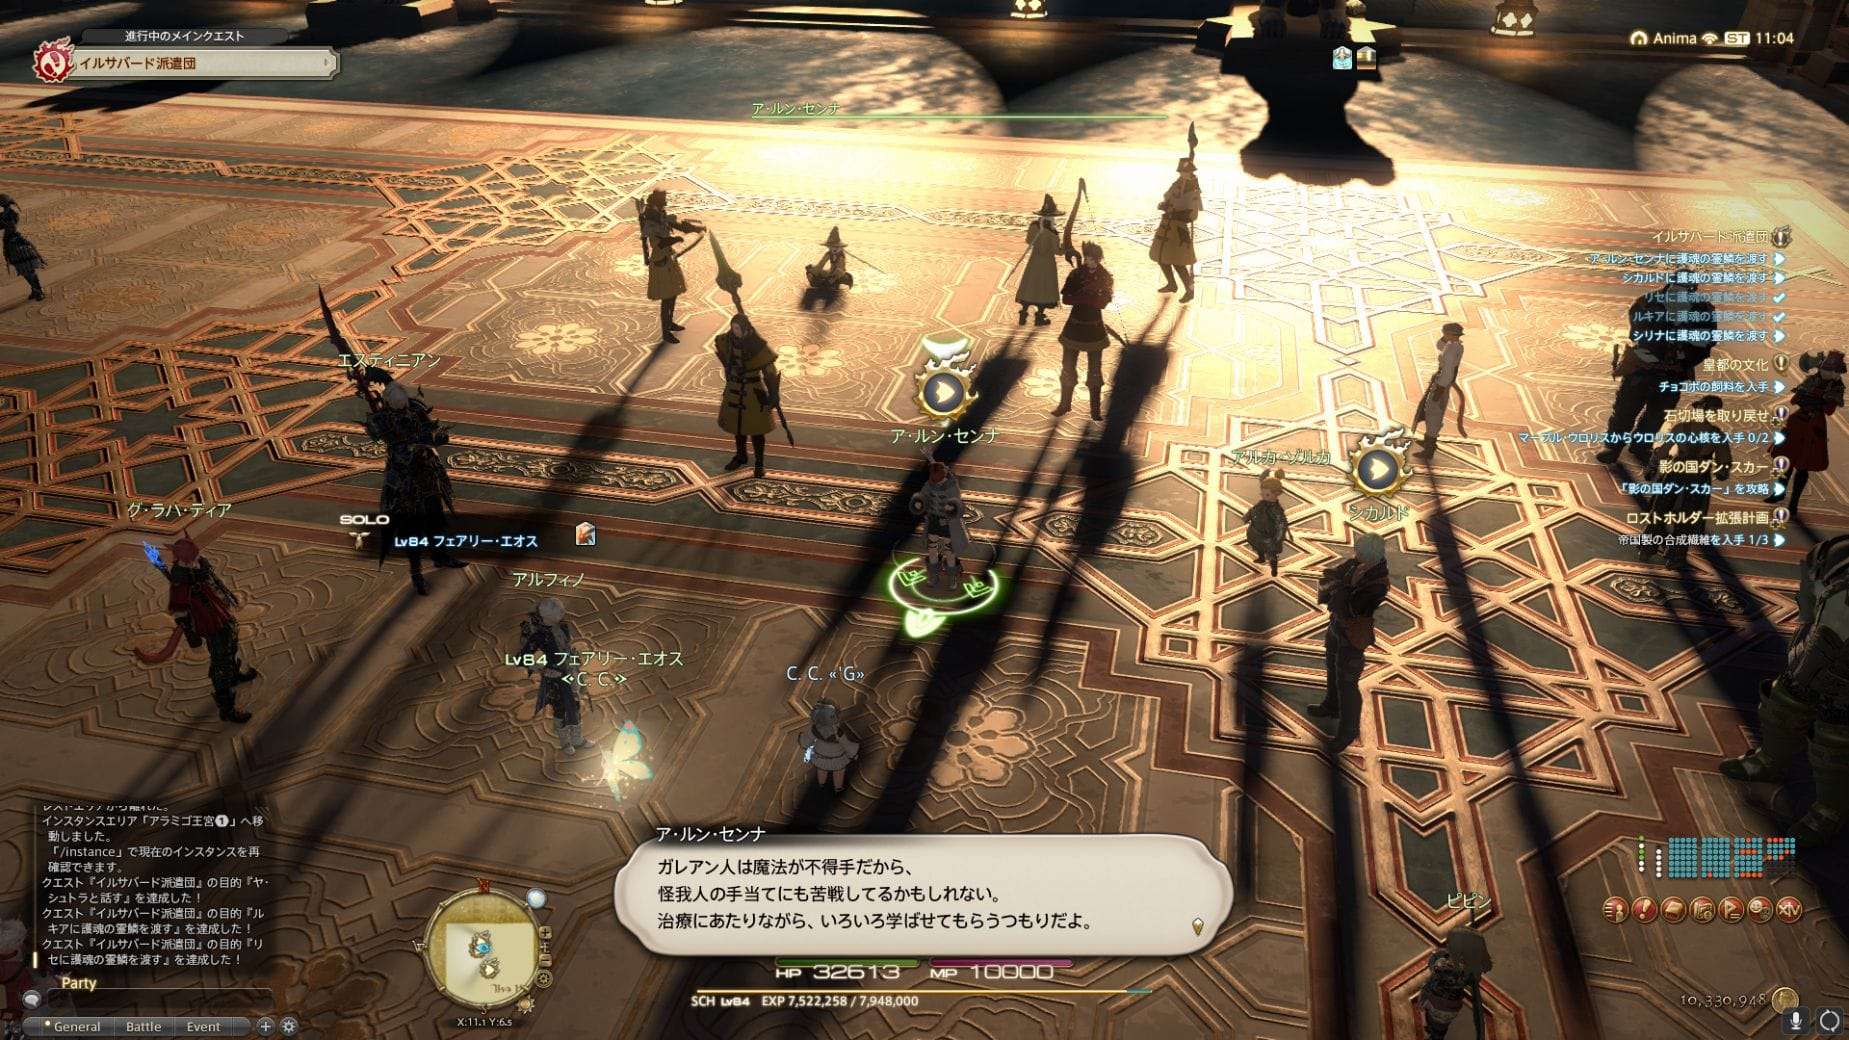 進行中のメインクエスト
イルサバード派遣団
Anima ST 11:04
ア・ルン・センナ
イルサバード派遣団
ア・ルン・センナに護魂の霊鱗を渡す
シカルドに護魂の霊鱗を渡す
リセに護魂の霊鱗を渡す
ルキアに護魂の霊鱗を渡す
シリナに護魂の霊鱗を渡す
皇都の文化
チョコボの飼料を入手
石切場を取り戻せ
マーブル・ウロリスからウロリスの心核を入手 0/2
影の国ダン・スカー
「影の国ダン・スカー」を攻略
ロストホルダー拡張計画
帝国製の合成繊維を入手 1/3
エスティニアン
ア・ルン・センナ
アルカ・ゾルカ
シカルド
グ・ラハ・ティア
SOLO
Lv84 フェアリー・エオス
アルフィノ
Lv84 フェアリー・エオス
C. C.
C. C. «'G»
ピピン
レストエリアから離れた。
インスタンスエリア「アラミゴ王宮1」へ移
動しました。
「/instance」で現在のインスタンスを再
確認できます。
クエスト『イルサバード派遣団』の目的『ヤ・
シュトラと話す』を達成した！
クエスト『イルサバード派遣団』の目的『ル
キアに護魂の霊鱗を渡す』を達成した！
クエスト『イルサバード派遣団』の目的『リ
セに護魂の霊鱗を渡す』を達成した！
Party
General Battle Event
X:11.1 Y:6.5
ア・ルン・センナ
ガレアン人は魔法が不得手だから、
怪我人の手当てにも苦戦してるかもしれない。
治療にあたりながら、いろいろ学ばせてもらうつもりだよ。
HP 32613 MP 10000
SCH Lv84 EXP 7,522,258 / 7,948,000
10,330,948